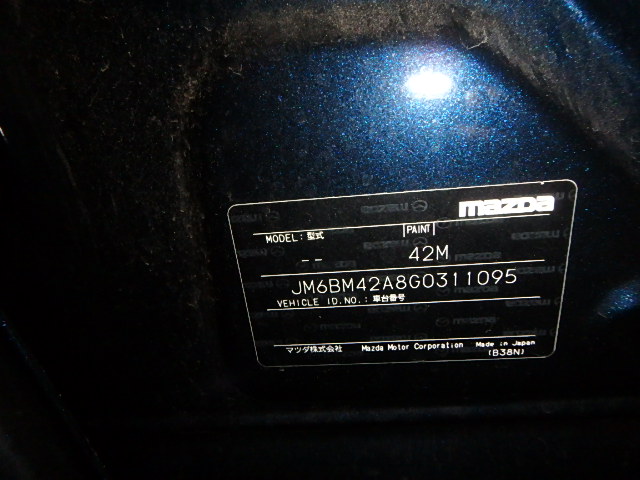 mazda
MODEL:型式 PAINT
-- 42M
JM6BM42A8G0311095
VEHICLE ID.NO.:車台番号
マツダ株式会社 Mazda Motor Corporation Made in Japan
(B38N)